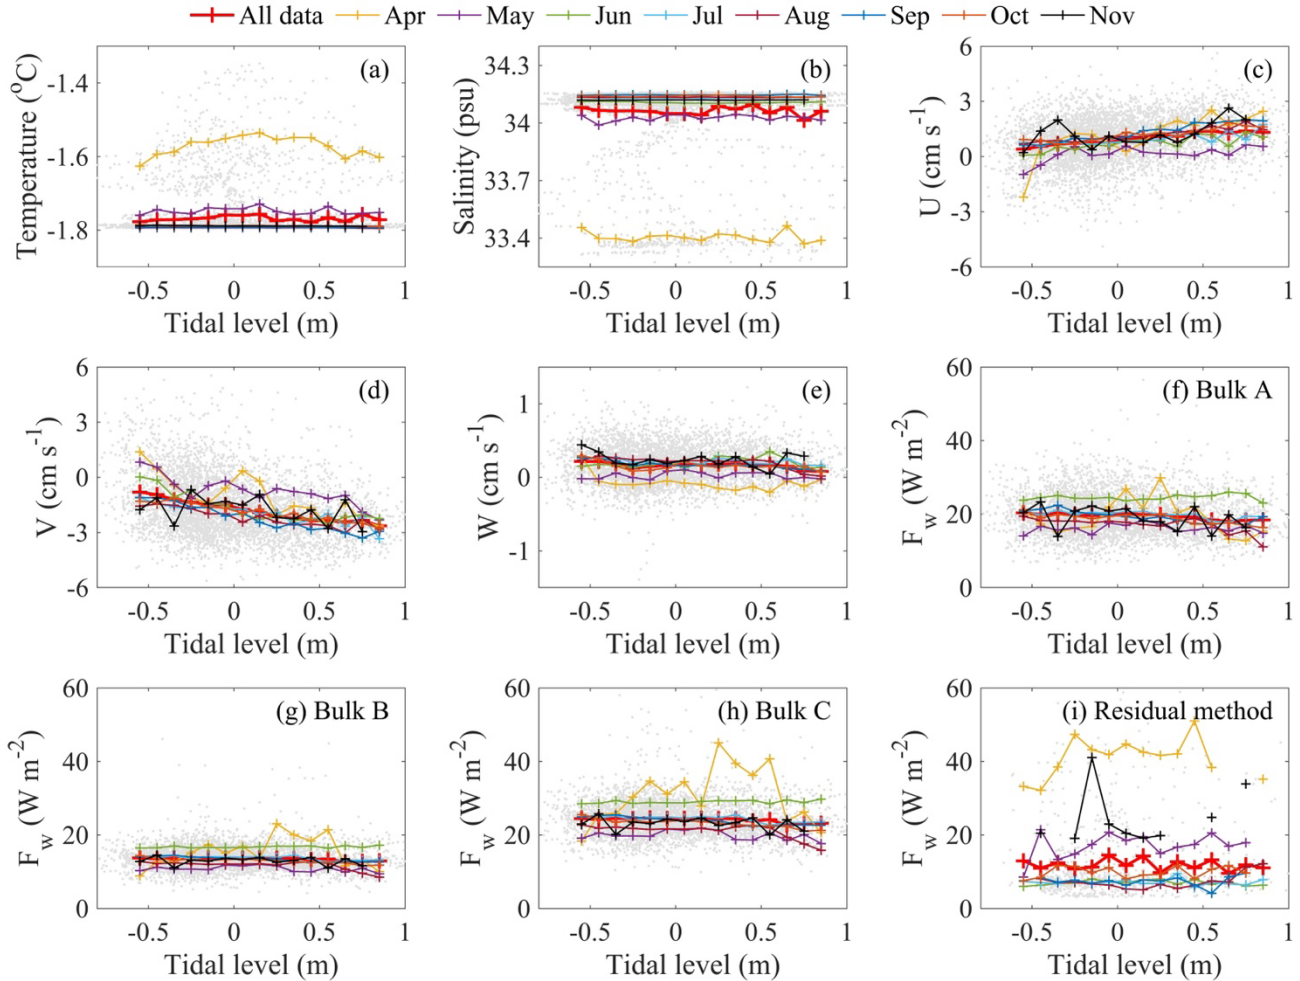 All data Apr May Jun Jul Aug Sep Oct Nov
(a)
Temperature (°C)
-1.4
-1.6
-1.8
-0.5 0 0.5 1
Tidal level (m)
(b)
Salinity (psu)
34.3
34
33.7
33.4
-0.5 0 0.5 1
Tidal level (m)
(c)
U (cm s-1)
6
3
0
-3
-6
-0.5 0 0.5 1
Tidal level (m)
(d)
V (cm s-1)
6
3
0
-3
-6
-0.5 0 0.5 1
Tidal level (m)
(e)
W (cm s-1)
1
0
-1
-0.5 0 0.5 1
Tidal level (m)
(f) Bulk A
Fw (W m-2)
60
40
20
0
-0.5 0 0.5 1
Tidal level (m)
(g) Bulk B
Fw (W m-2)
60
40
20
0
-0.5 0 0.5 1
Tidal level (m)
(h) Bulk C
Fw (W m-2)
60
40
20
0
-0.5 0 0.5 1
Tidal level (m)
(i) Residual method
Fw (W m-2)
60
40
20
0
-0.5 0 0.5 1
Tidal level (m)